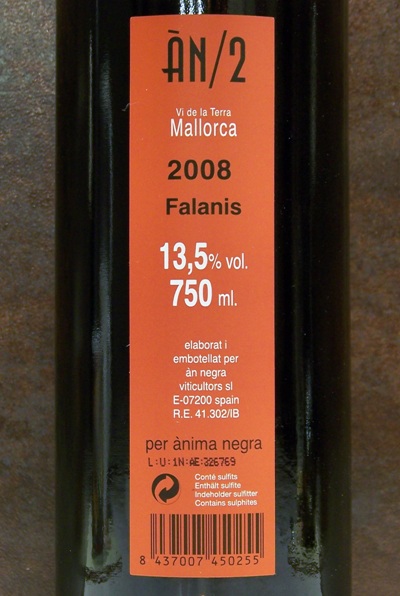 ÀN/2
Vi de la Terra
Mallorca
2008
Falanis
13,5% vol.
750 ml.
elaborat i
embotellat per
àn negra
viticultors sl
E-07200 spain
R.E. 41.302/IB
per ànima negra
L:U:1N:AE:326769
Conté sulfits
Enthält sulfite
Indeholder sulfitter
Contains sulphites
8 437007 450255